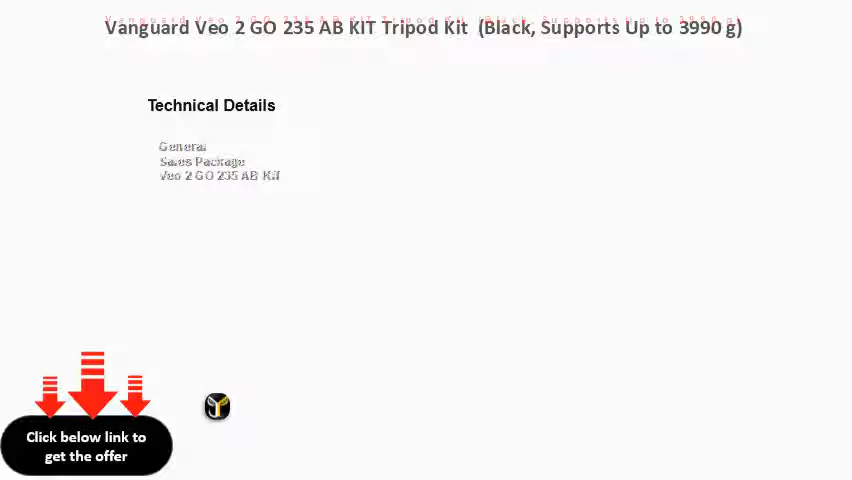 Vanguard Veo 2 GO 235 AB KIT Tripod Kit (Black, Supports Up to 3990 g)
Technical Details
General
Sales Package
Veo 2 GO 235 AB Kit
Click below link to
get the offer